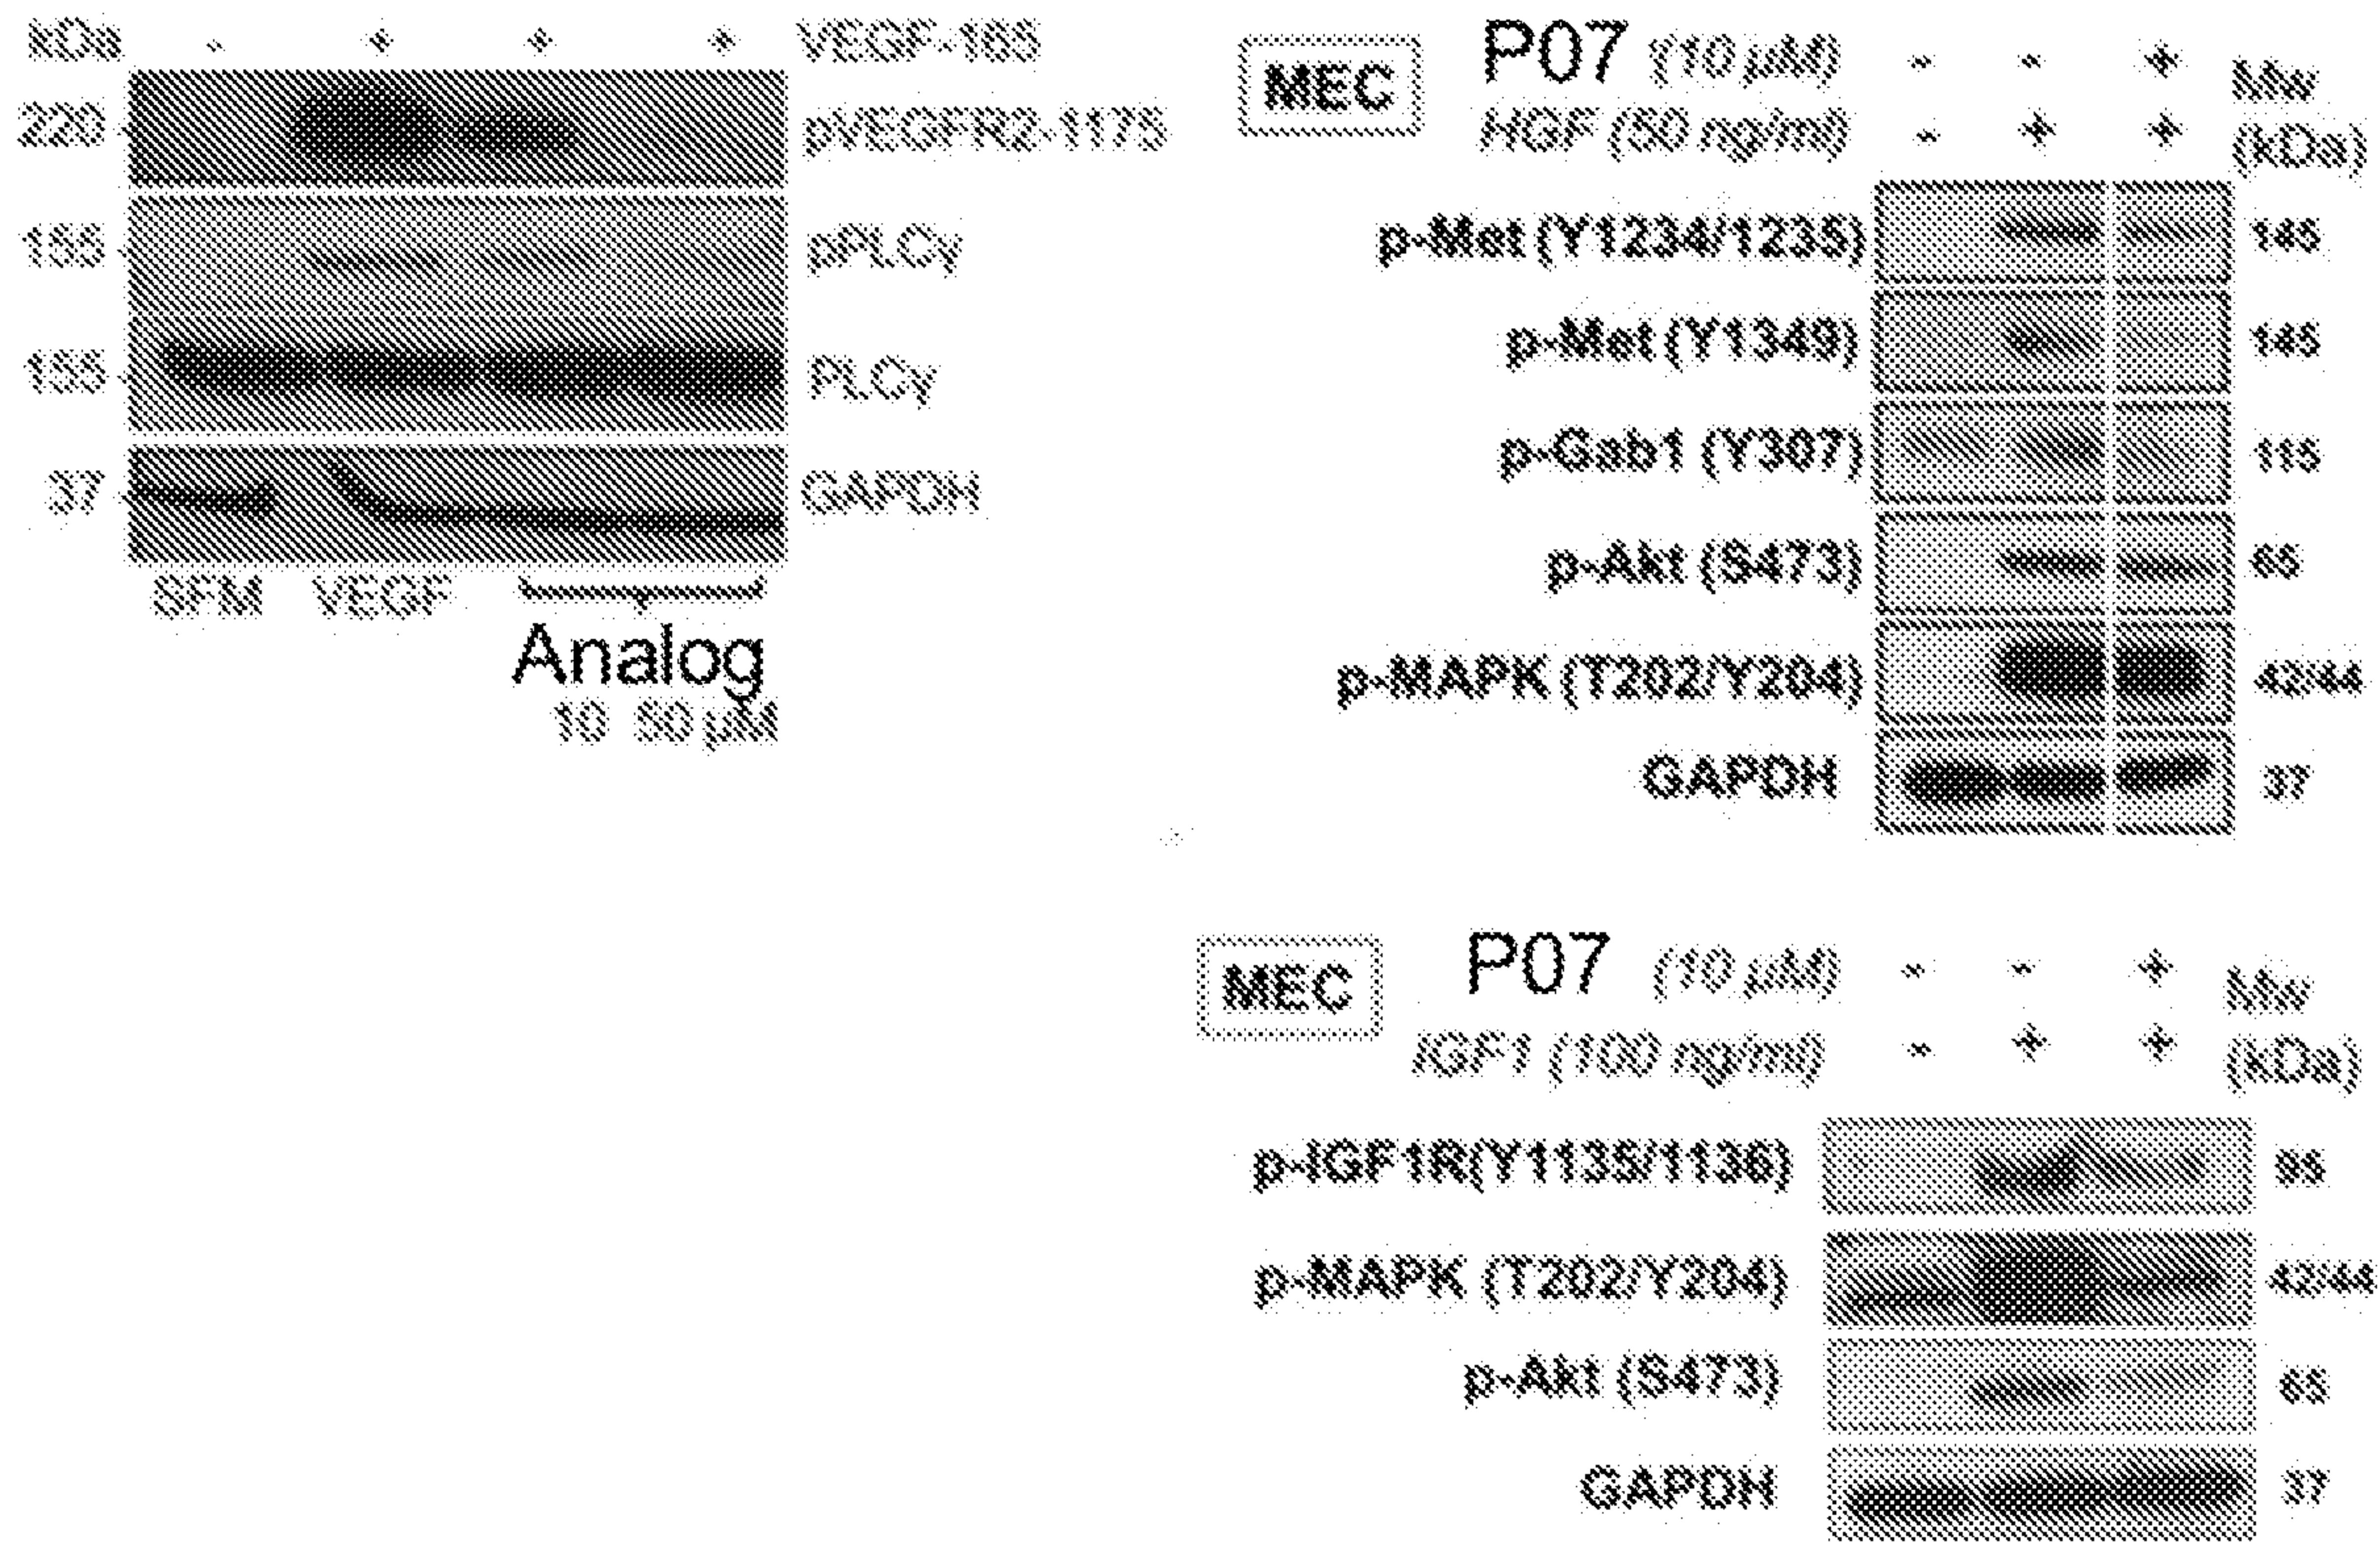 kDa - + + + VEGF-165
220 pVEGFR2-1175
155 pPLCγ
155 PLCγ
37 GAPDH
SFM VEGF
Analog
10 50 µM
MEC P07 (10 µM) - - + Mw
HGF (50 ng/ml) - + + (kDa)
p-Met (Y1234/1235) 145
p-Met (Y1349) 145
p-Gab1 (Y307) 115
p-Akt (S473) 65
p-MAPK (T202/Y204) 42/44
GAPDH 37
MEC P07 (10 µM) - - + Mw
IGF1 (100 ng/ml) - + + (kDa)
p-IGF1R(Y1135/1136) 95
p-MAPK (T202/Y204) 42/44
p-Akt (S473) 65
GAPDH 37